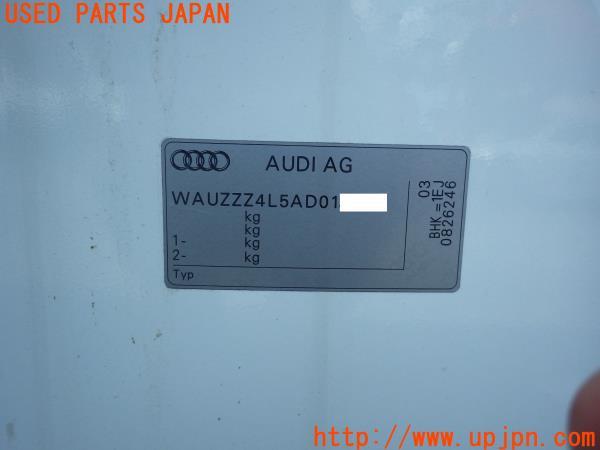 USED PARTS JAPAN
AUDI AG
WAUZZZ4L5AD01
kg
kg
1- kg
2- kg
Typ
03
BHK =1EJ
0826246
http://www.upjpn.com